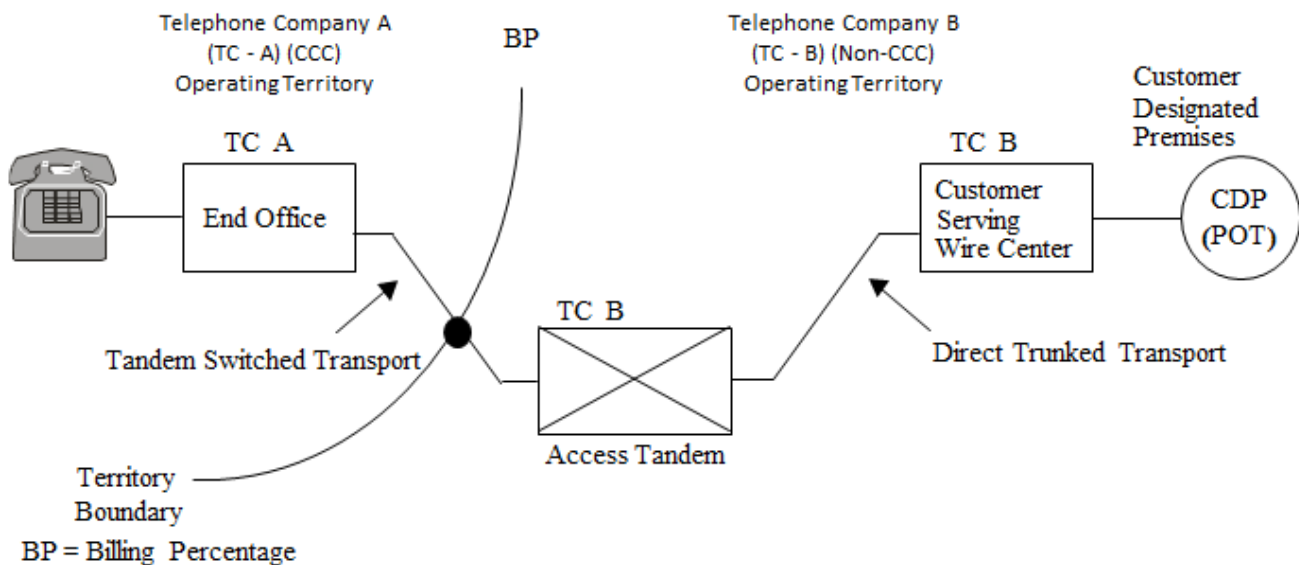 Telephone Company A
(TC - A) (CCC)
Operating Territory
BP
Telephone Company B
(TC - B) (Non-CCC)
Operating Territory
Customer
Designated
Premises
TC A
End Office
TC B
Customer
Serving
Wire Center
CDP
(POT)
Tandem Switched Transport
TC B
Access Tandem
Direct Trunked Transport
Territory
Boundary
BP = Billing Percentage